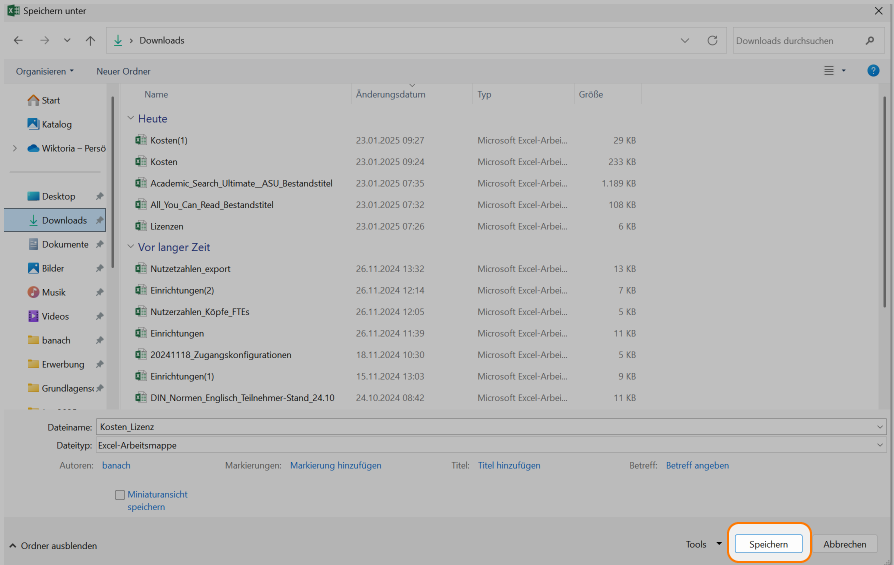 Speichern unter
Downloads
Downloads durchsuchen
Organisieren
Neuer Ordner
Start
Katalog
Wiktoria – Persö
Desktop
Downloads
Dokumente
Bilder
Musik
Videos
banach
Erwerbung
Grundlagens
Name Änderungsdatum Typ Größe
Heute
Kosten(1) 23.01.2025 09:27 Microsoft Excel-Arbei... 29 KB
Kosten 23.01.2025 09:24 Microsoft Excel-Arbei... 233 KB
Academic_Search_Ultimate__ASU_Bestandstitel 23.01.2025 07:35 Microsoft Excel-Arbei... 1.189 KB
All_You_Can_Read_Bestandstitel 23.01.2025 07:32 Microsoft Excel-Arbei... 108 KB
Lizenzen 23.01.2025 07:26 Microsoft Excel-Arbei... 6 KB
Vor langer Zeit
Nutzetzahlen_export 26.11.2024 13:32 Microsoft Excel-Arbei... 13 KB
Einrichtungen(2) 26.11.2024 12:14 Microsoft Excel-Arbei... 7 KB
Nutzerzahlen_Köpfe_FTEs 26.11.2024 12:05 Microsoft Excel-Arbei... 5 KB
Einrichtungen 26.11.2024 11:39 Microsoft Excel-Arbei... 11 KB
20241118_Zugangskonfigurationen 18.11.2024 10:30 Microsoft Excel-Arbei... 5 KB
Einrichtungen(1) 15.11.2024 13:03 Microsoft Excel-Arbei... 9 KB
DIN_Normen_Englisch_Teilnehmer-Stand_24.10 24.10.2024 08:42 Microsoft Excel-Arbei... 11 KB
Dateiname: Kosten_Lizenz
Dateityp: Excel-Arbeitsmappe
Autoren: banach Markierungen: Markierung hinzufügen Titel: Titel hinzufügen Betreff: Betreff angeben
Miniaturansicht
speichern
Ordner ausblenden
Tools
Speichern
Abbrechen